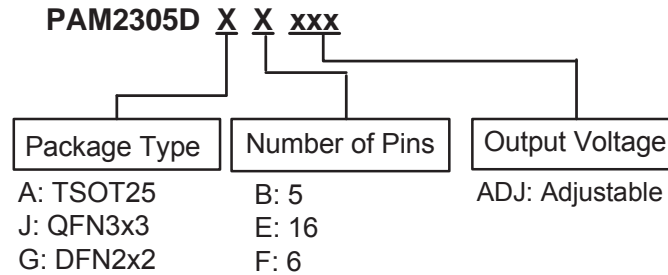 PAM2305D X X xxx
Package Type
Number of Pins
Output Voltage
A: TSOT25
J: QFN3x3
G: DFN2x2
B: 5
E: 16
F: 6
ADJ: Adjustable